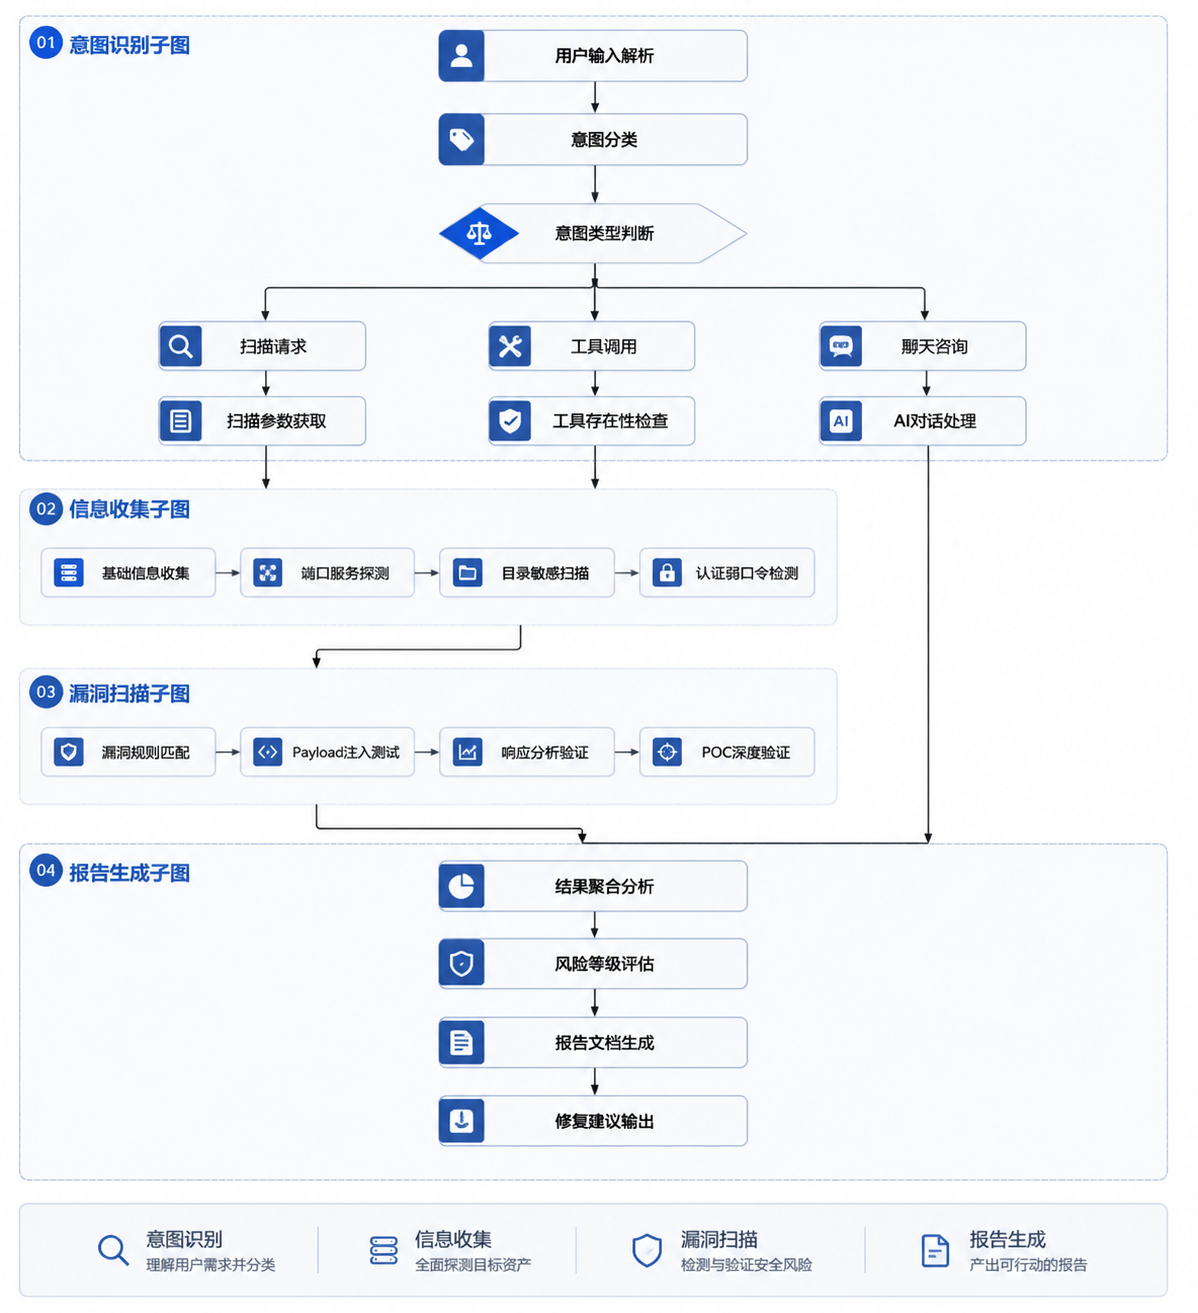 01 意图识别子图
用户输入解析
意图分类
意图类型判断
扫描请求
工具调用
聊天咨询
扫描参数获取
工具存在性检查
AI
AI对话处理
02 信息收集子图
基础信息收集
端口服务探测
目录敏感扫描
认证弱口令检测
03 漏洞扫描子图
漏洞规则匹配
Payload注入测试
响应分析验证
POC深度验证
04 报告生成子图
结果聚合分析
风险等级评估
报告文档生成
修复建议输出
意图识别
理解用户需求并分类
信息收集
全面探测目标资产
漏洞扫描
检测与验证安全风险
报告生成
产出可行动的报告